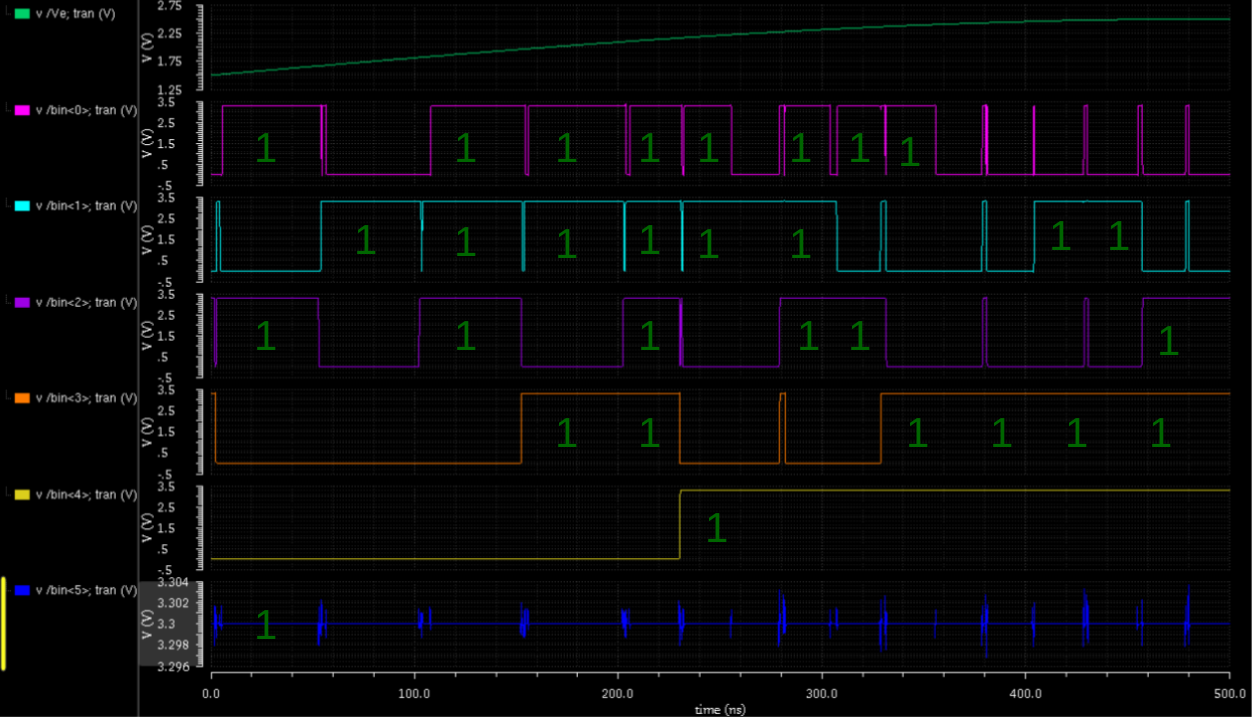 v /Ve; tran (V)
V (V)
2.75
2.25
1.75
1.25
v /bin<0>; tran (V)
V (V)
3.5
2.5
1.5
.5
-.5
1 1 1 1 1 1 1 1
v /bin<1>; tran (V)
V (V)
3.5
2.5
1.5
.5
-.5
1 1 1 1 1 1 1 1
v /bin<2>; tran (V)
V (V)
3.5
2.5
1.5
.5
-.5
1 1 1 1 1 1
v /bin<3>; tran (V)
V (V)
3.5
2.5
1.5
.5
-.5
1 1 1 1 1 1
v /bin<4>; tran (V)
V (V)
3.5
2.5
1.5
.5
-.5
1
v /bin<5>; tran (V)
V (V)
3.304
3.302
3.3
3.298
3.296
1
0.0 100.0 200.0 300.0 400.0 500.0
time (ns)